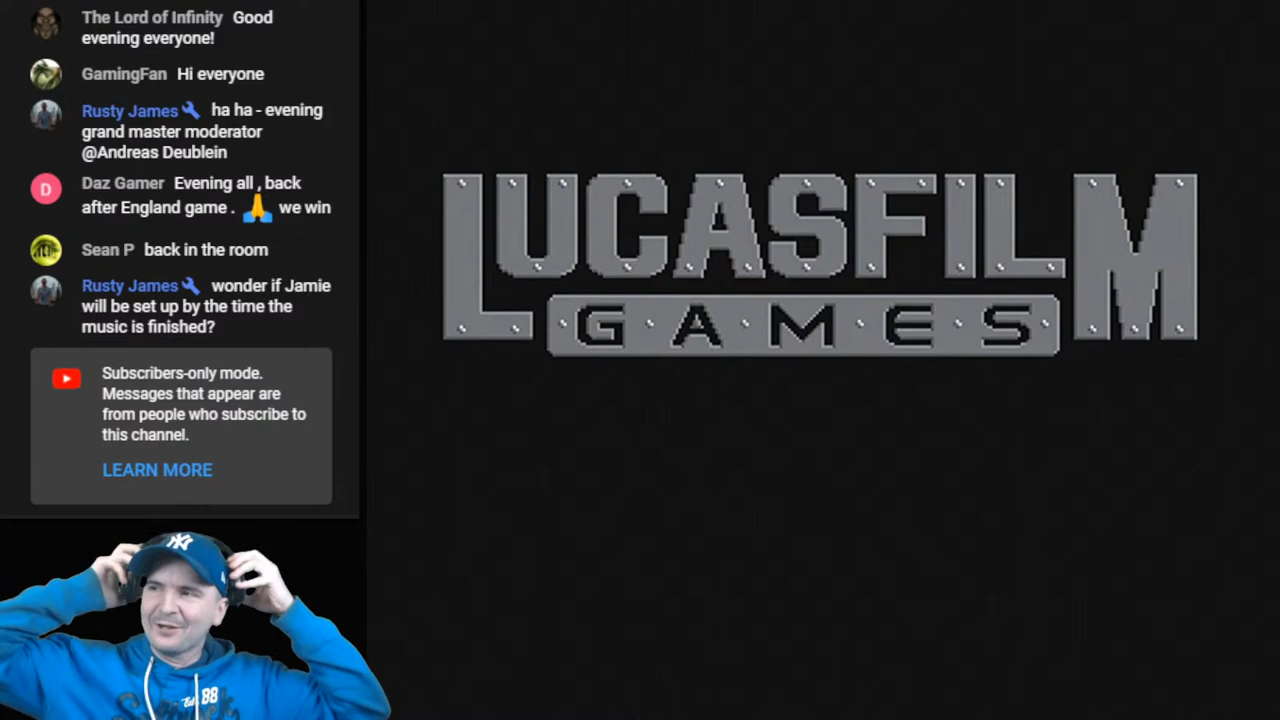 The Lord of Infinity Good
evening everyone!
GamingFan Hi everyone
Rusty James ha ha - evening
grand master moderator
@Andreas Deublein
D
Daz Gamer Evening all , back
after England game . 🙏 we win
Sean P back in the room
Rusty James wonder if Jamie
will be set up by the time the
music is finished?
Subscribers-only mode.
Messages that appear are
from people who subscribe to
this channel.
LEARN MORE
LUCASFILM
GAMES
NY
88